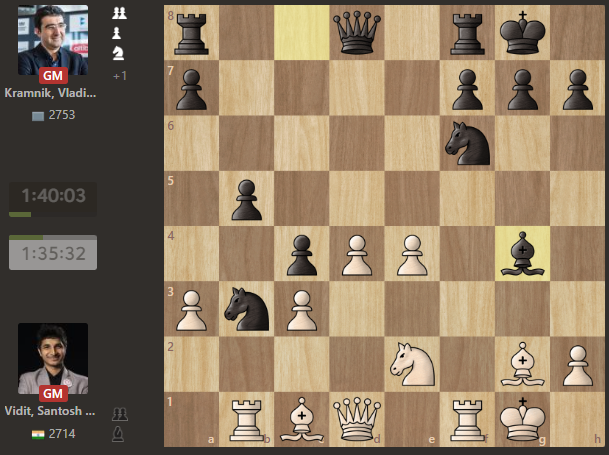 GM
Kramnik, Vladi...
2753
+1
1:40:03
1:35:32
GM
Vidit, Santosh ...
2714
8
7
6
5
4
3
2
1
a b c d e f g h